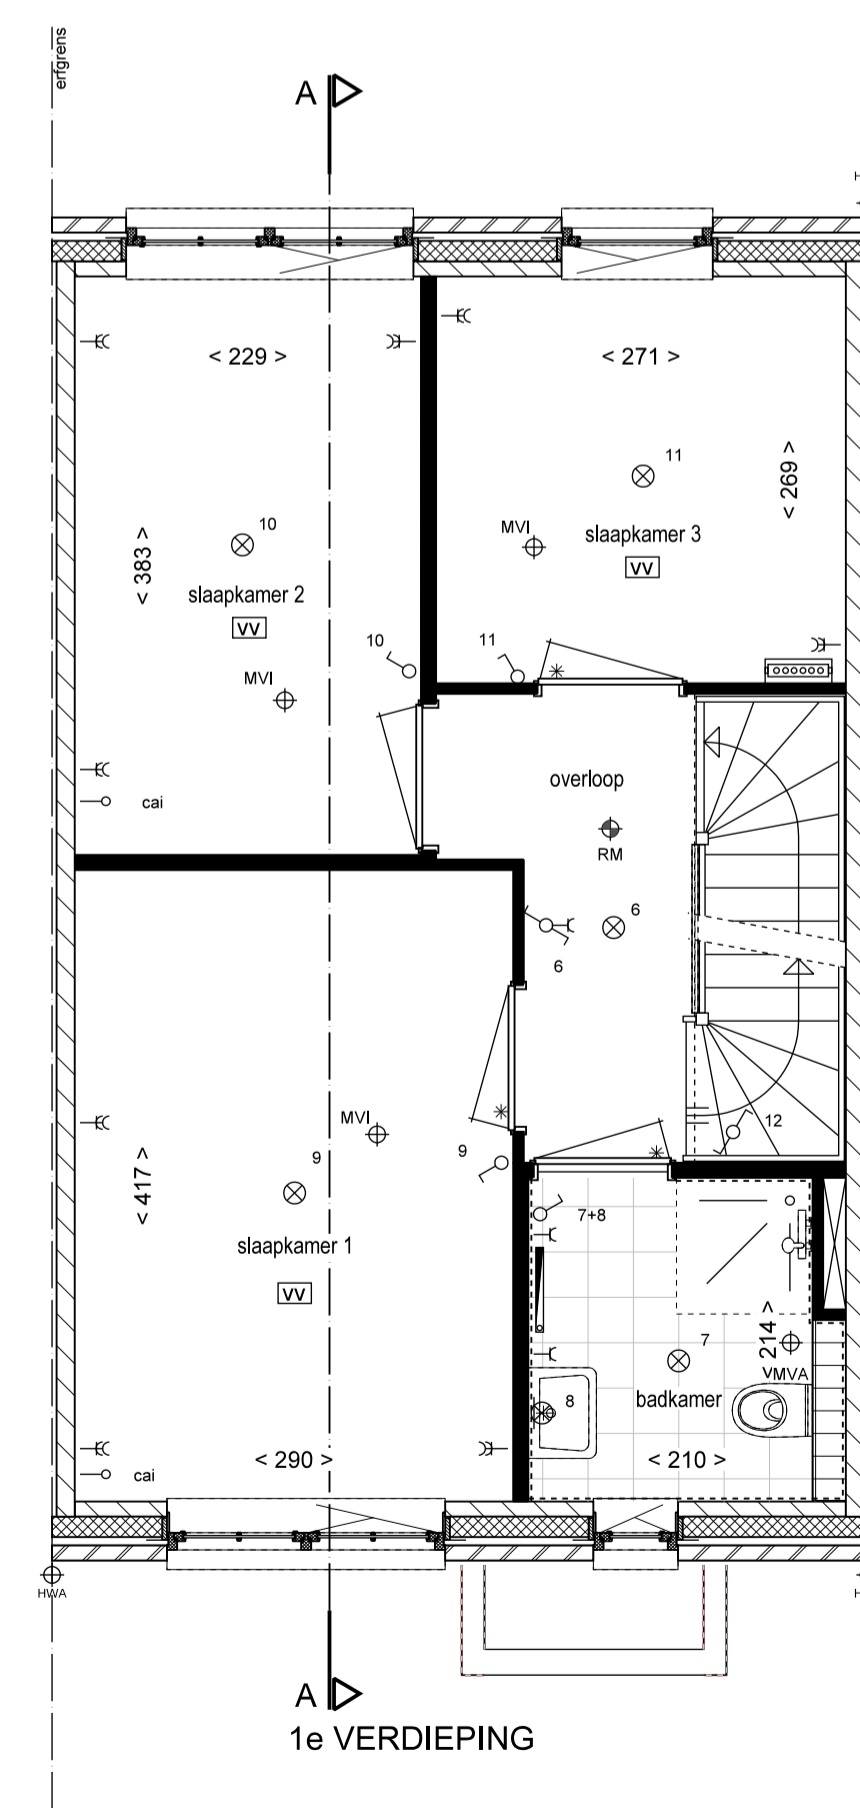 erfgrens
A
H
< 229 >
< 271 >
11
< 269 >
10
MVI
slaapkamer 3
VV
< 383 >
slaapkamer 2
VV
10
11
MVI
cai
overloop
RM
6
6
MVI
12
9
9
< 417 >
7+8
slaapkamer 1
VV
7
214 >
V
MVA
8
badkamer
< 290 >
< 210 >
cai
HWA
H
A
1e VERDIEPING